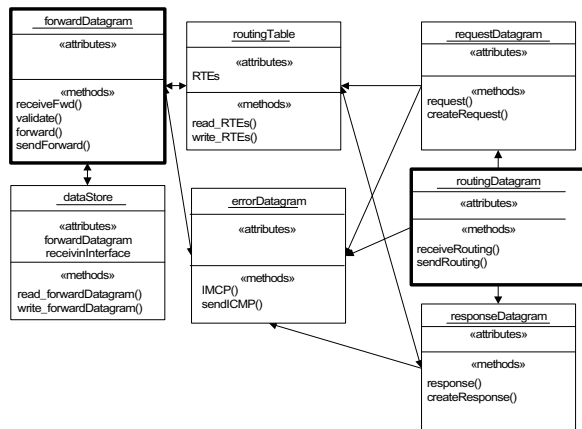 forwardDatagram
«attributes»
«methods»
receiveFwd()
validate()
forward()
sendForward()
routingTable
«attributes»
RTEs
«methods»
read_RTEs()
write_RTEs()
requestDatagram
«attributes»
«methods»
request()
createRequest()
dataStore
«attributes»
forwardDatagram
receivinInterface
«methods»
read_forwardDatagram()
write_forwardDatagram()
errorDatagram
«attributes»
«methods»
IMCP()
sendICMP()
routingDatagram
«attributes»
«methods»
receiveRouting()
sendRouting()
responseDatagram
«attributes»
«methods»
response()
createResponse()